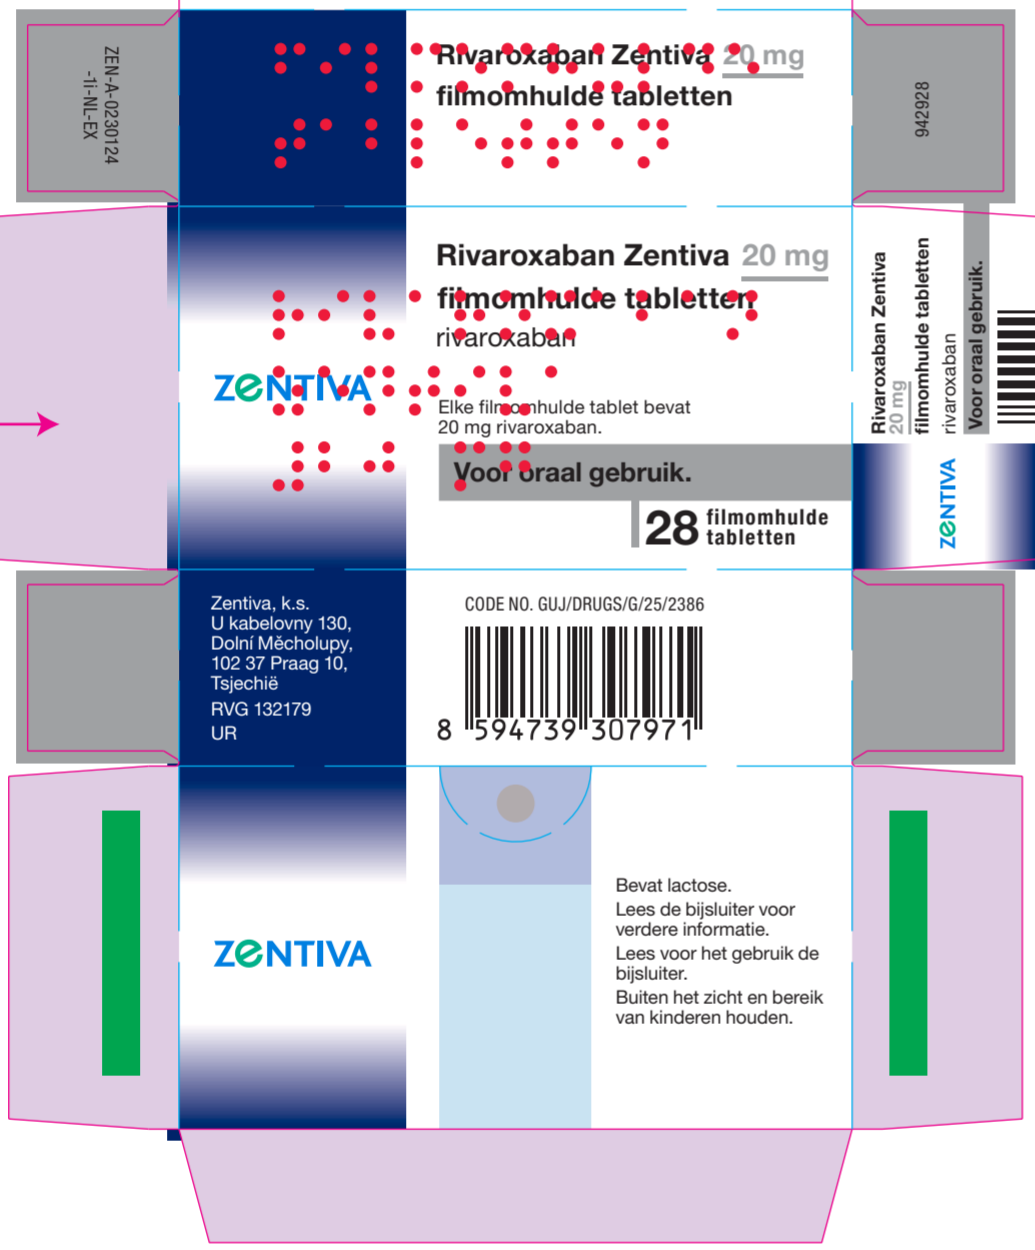 ZEN-A-0230124
-1i-NL-EX
Rivaroxaban Zentiva 20 mg
filmomhulde tabletten
942928
Rivaroxaban Zentiva 20 mg
filmomhulde tabletten
rivaroxaban
ZENTIVA
Elke filmomhulde tablet bevat
20 mg rivaroxaban.
Voor oraal gebruik.
28 filmomhulde
tabletten
Rivaroxaban Zentiva
20 mg
filmomhulde tabletten
rivaroxaban
Voor oraal gebruik.
ZENTIVA
Zentiva, k.s.
U kabelovny 130,
Dolní Měcholupy,
102 37 Praag 10,
Tsjechië
RVG 132179
UR
CODE NO. GUJ/DRUGS/G/25/2386
8 594739 307971
ZENTIVA
Bevat lactose.
Lees de bijsluiter voor
verdere informatie.
Lees voor het gebruik de
bijsluiter.
Buiten het zicht en bereik
van kinderen houden.